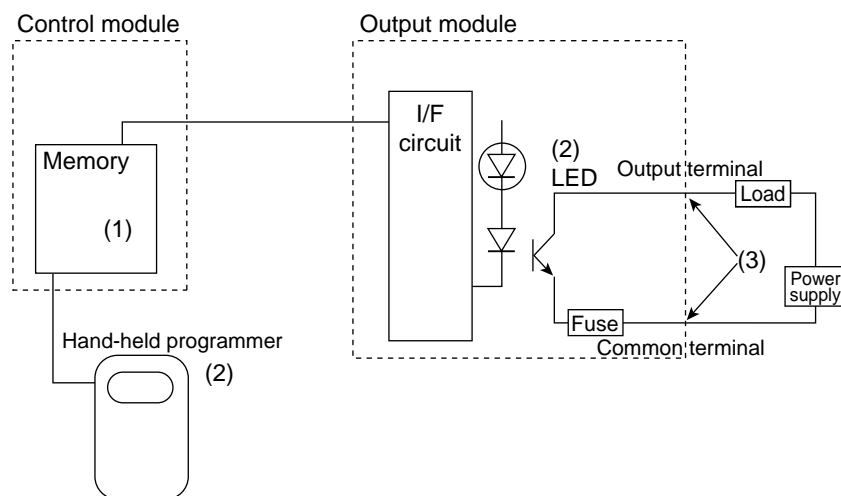 Control module
Output module
I/F
circuit
Memory
(1)
(2)
LED
Output terminal
Load
(3)
Power
supply
Fuse
Common terminal
Hand-held programmer
(2)